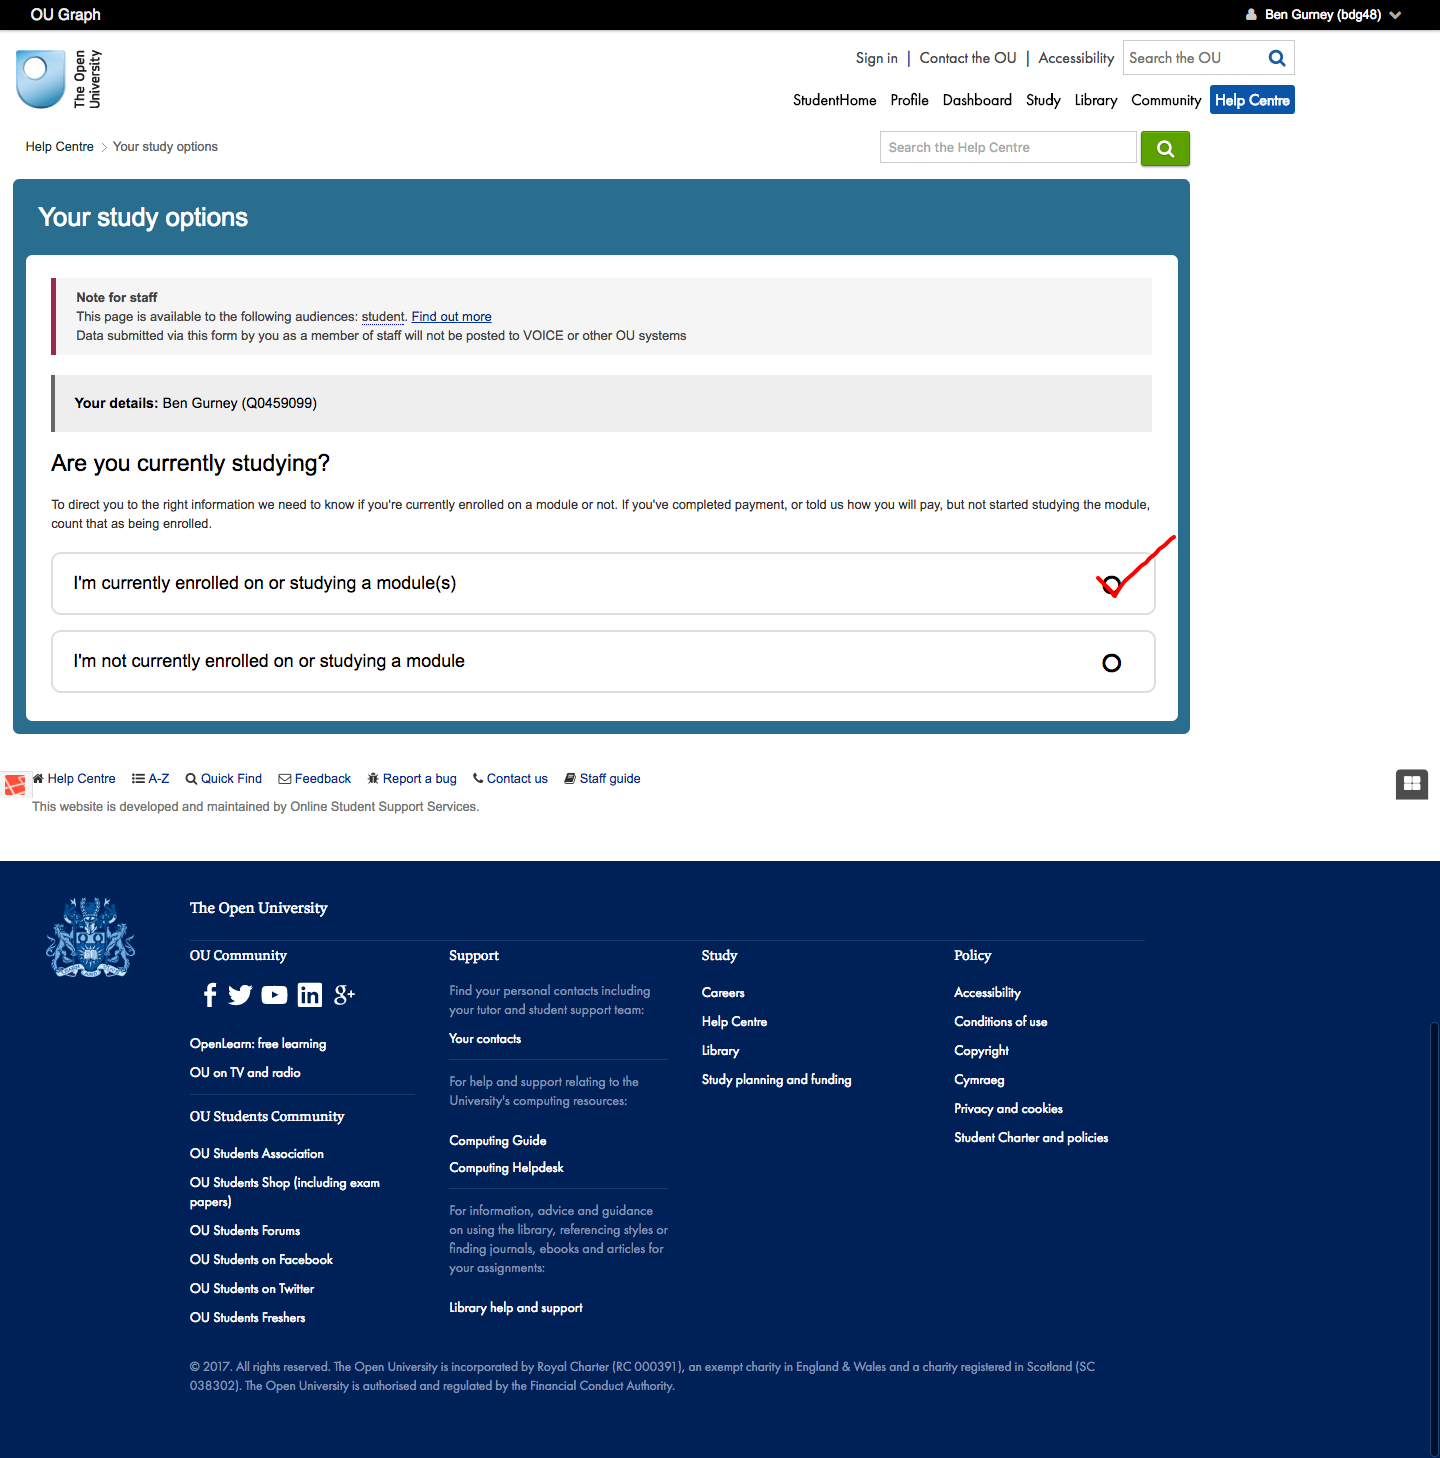 OU Graph
Ben Gurney (bdg48)
The Open
University
Sign in | Contact the OU | Accessibility
Search the OU
StudentHome Profile Dashboard Study Library Community Help Centre
Help Centre > Your study options
Search the Help Centre
Your study options
Note for staff
This page is available to the following audiences: student. Find out more
Data submitted via this form by you as a member of staff will not be posted to VOICE or other OU systems
Your details: Ben Gurney (Q0459099)
Are you currently studying?
To direct you to the right information we need to know if you're currently enrolled on a module or not. If you've completed payment, or told us how you will pay, but not started studying the module,
count that as being enrolled.
I'm currently enrolled on or studying a module(s)
I'm not currently enrolled on or studying a module
Help Centre A-Z Quick Find Feedback Report a bug Contact us Staff guide
This website is developed and maintained by Online Student Support Services.
The Open University
OU Community
OpenLearn: free learning
OU on TV and radio
OU Students Community
OU Students Association
OU Students Shop (including exam
papers)
OU Students Forums
OU Students on Facebook
OU Students on Twitter
OU Students Freshers
Support
Find your personal contacts including
your tutor and student support team:
Your contacts
For help and support relating to the
University's computing resources:
Computing Guide
Computing Helpdesk
For information, advice and guidance
on using the library, referencing styles or
finding journals, ebooks and articles for
your assignments:
Library help and support
Study
Careers
Help Centre
Library
Study planning and funding
Policy
Accessibility
Conditions of use
Copyright
Cymraeg
Privacy and cookies
Student Charter and policies
© 2017. All rights reserved. The Open University is incorporated by Royal Charter (RC 000391), an exempt charity in England & Wales and a charity registered in Scotland (SC
038302). The Open University is authorised and regulated by the Financial Conduct Authority.